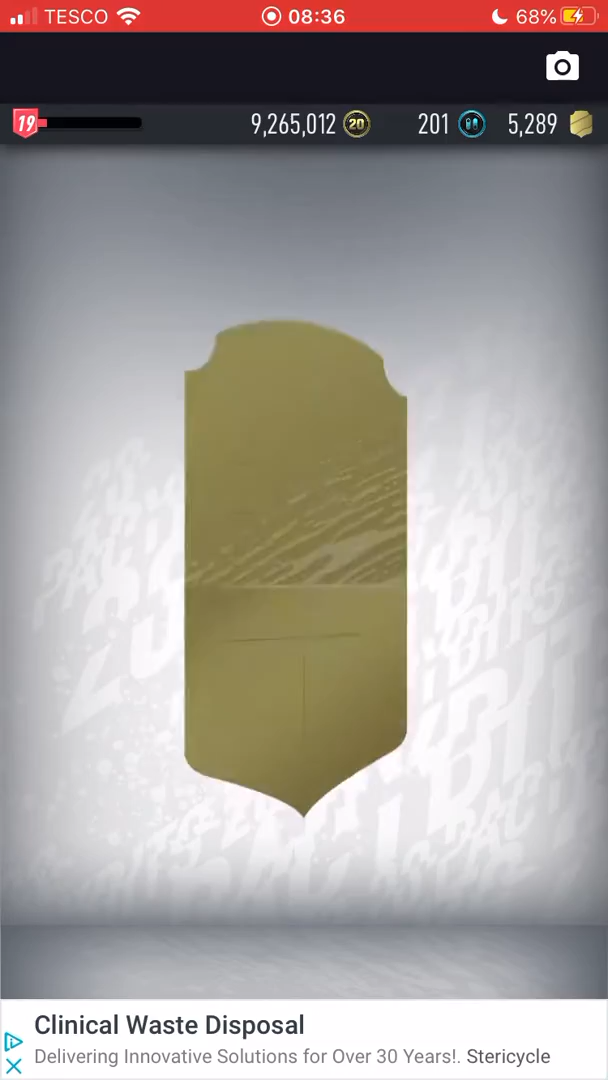 TESCO 08:36 68%
19 9,265,012 20 201 5,289
Clinical Waste Disposal
Delivering Innovative Solutions for Over 30 Years!. Stericycle